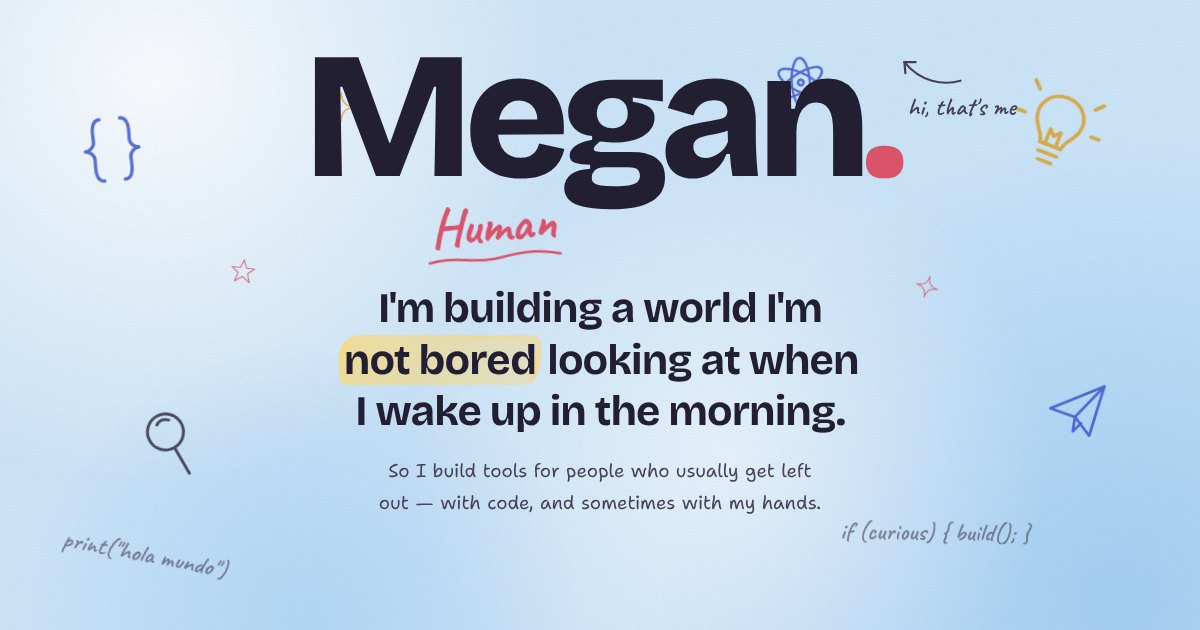 Megan.
hi, that's me
{ }
Human
I'm building a world I'm
not bored looking at when
I wake up in the morning.
So I build tools for people who usually get left
out — with code, and sometimes with my hands.
if (curious) { build(); }
print("hola mundo")